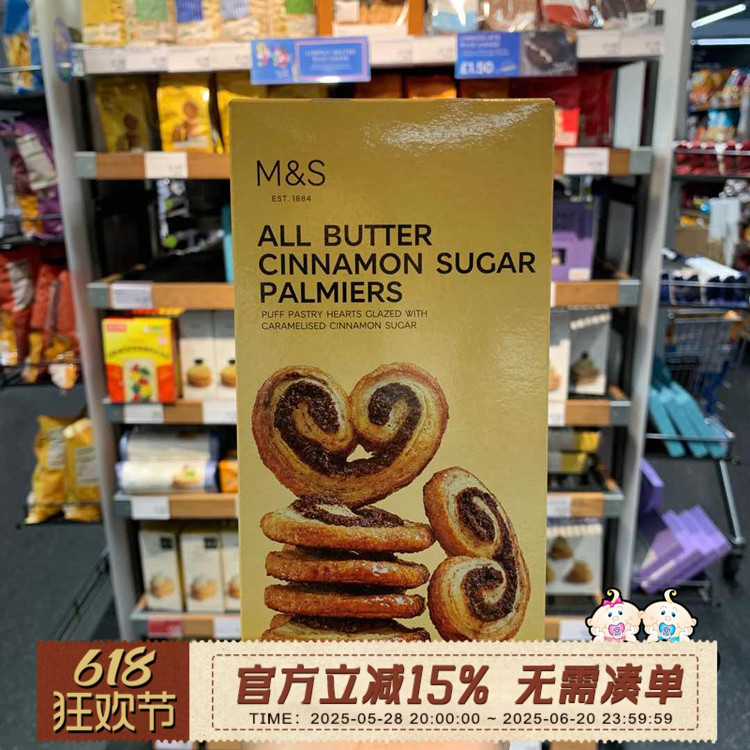 £1.50
M&S
EST. 1884
ALL BUTTER
CINNAMON SUGAR
PALMIERS
PUFF PASTRY HEARTS GLAZED WITH
CARAMELISED CINNAMON SUGAR
618
狂欢节
官方立减15% 无需凑单
TIME: 2025-05-28 20:00:00 ~ 2025-06-20 23:59:59